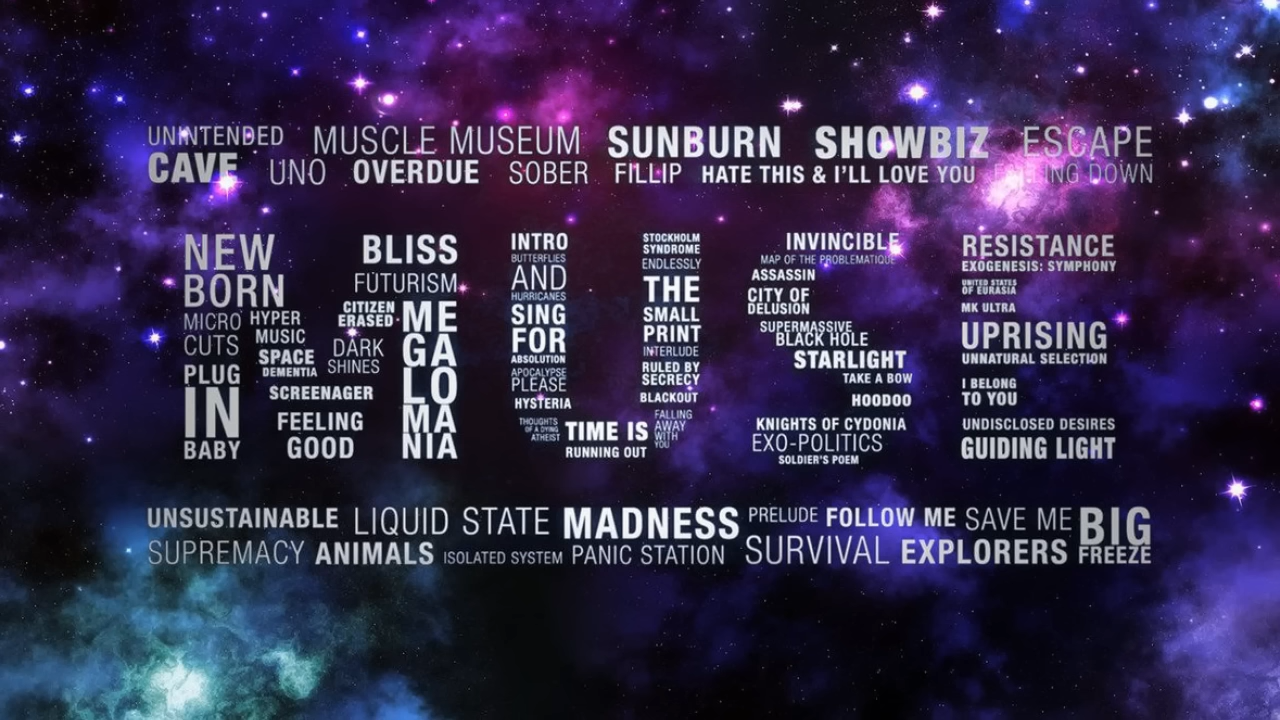 UNINTENDED MUSCLE MUSEUM SUNBURN SHOWBIZ ESCAPE
CAVE UNO OVERDUE SOBER FILLIP HATE THIS & I'LL LOVE YOU FALLING DOWN
NEW
BORN
MICRO
CUTS
PLUG
IN
BABY
HYPER
MUSIC
SPACE
DEMENTIA
SCREENAGER
FEELING
GOOD
BLISS
FUTURISM
CITIZEN
ERASED
DARK
SHINES
ME
GA
LO
MA
NIA
INTRO
BUTTERFLIES
AND
HURRICANES
SING
FOR
ABSOLUTION
APOCALYPSE
PLEASE
HYSTERIA
THOUGHTS
OF A DYING
ATHEIST
TIME IS
RUNNING OUT
STOCKHOLM
SYNDROME
ENDLESSLY
THE
SMALL
PRINT
INTERLUDE
RULED BY
SECRECY
BLACKOUT
FALLING
AWAY
WITH
YOU
INVINCIBLE
MAP OF THE PROBLEMATIQUE
ASSASSIN
CITY OF
DELUSION
SUPERMASSIVE
BLACK HOLE
STARLIGHT
TAKE A BOW
HOODOO
KNIGHTS OF CYDONIA
EXO-POLITICS
SOLDIER'S POEM
RESISTANCE
EXOGENESIS: SYMPHONY
UNITED STATES
OF EURASIA
MK ULTRA
UPRISING
UNNATURAL SELECTION
I BELONG
TO YOU
UNDISCLOSED DESIRES
GUIDING LIGHT
UNSUSTAINABLE LIQUID STATE MADNESS PRELUDE FOLLOW ME SAVE ME BIG
SUPREMACY ANIMALS ISOLATED SYSTEM PANIC STATION SURVIVAL EXPLORERS FREEZE